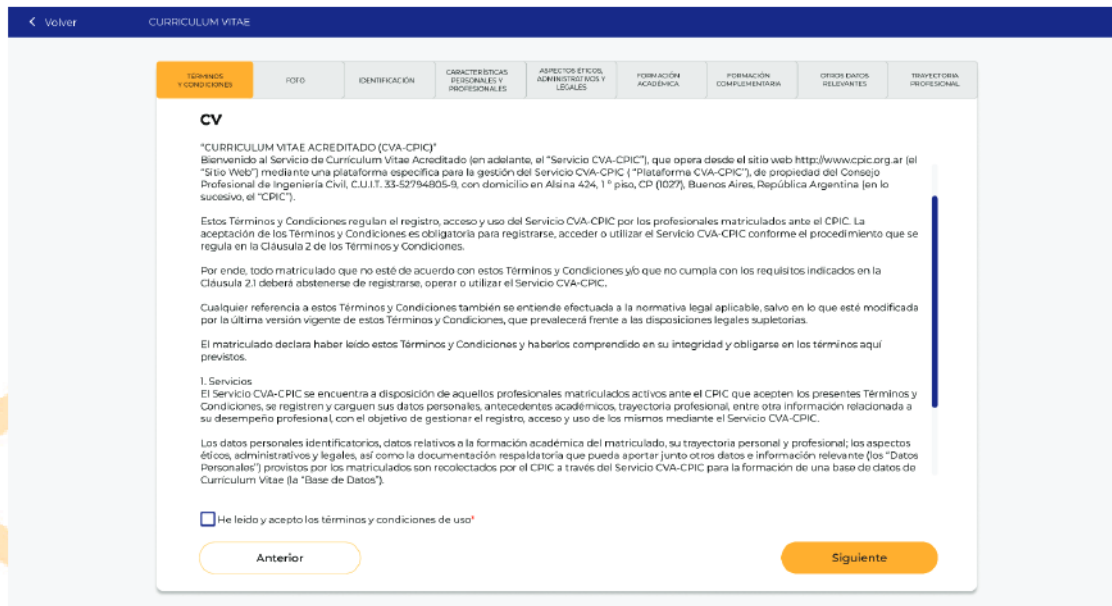 Volver
CURRICULUM VITAE
TÉRMINOS
Y CONDICIONES
FOTO
IDENTIFICACIÓN
CARACTERÍSTICAS
PERSONALES Y
PROFESIONALES
ASPECTOS ÉTICOS,
ADMINISTRATIVOS Y
LEGALES
FORMACIÓN
ACADÉMICA
FORMACIÓN
COMPLEMENTARIA
OTROS DATOS
RELEVANTES
TRAYECTORIA
PROFESIONAL
CV
"CURRICULUM VITAE ACREDITADO (CVA-CPIC)"
Bienvenido al Servicio de Currículum Vitae Acreditado (en adelante, el "Servicio CVA-CPIC"), que opera desde el sitio web http://www.cpic.org.ar (el
"Sitio Web") mediante una plataforma específica para la gestión del Servicio CVA-CPIC ( "Plataforma CVA-CPIC"), de propiedad del Consejo
Profesional de Ingeniería Civil, C.U.I.T. 33-52794805-9, con domicilio en Alsina 424, 1 º piso, CP (1027), Buenos Aires, República Argentina (en lo
sucesivo, el "CPIC").
Estos Términos y Condiciones regulan el registro, acceso y uso del Servicio CVA-CPIC por los profesionales matriculados ante el CPIC. La
aceptación de los Términos y Condiciones es obligatoria para registrarse, acceder o utilizar el Servicio CVA-CPIC conforme el procedimiento que se
regula en la Cláusula 2 de los Términos y Condiciones.
Por ende, todo matriculado que no esté de acuerdo con estos Términos y Condiciones y/o que no cumpla con los requisitos indicados en la
Cláusula 2.1 deberá abstenerse de registrarse, operar o utilizar el Servicio CVA-CPIC.
Cualquier referencia a estos Términos y Condiciones también se entiende efectuada a la normativa legal aplicable, salvo en lo que esté modificada
por la última versión vigente de estos Términos y Condiciones, que prevalecerá frente a las disposiciones legales supletorias.
El matriculado declara haber leído estos Términos y Condiciones y haberlos comprendido en su integridad y obligarse en los términos aquí
previstos.
1. Servicios
El Servicio CVA-CPIC se encuentra a disposición de aquellos profesionales matriculados activos ante el CPIC que acepten los presentes Términos y
Condiciones, se registren y carguen sus datos personales, antecedentes académicos, trayectoria profesional, entre otra información relacionada a
su desempeño profesional, con el objetivo de gestionar el registro, acceso y uso de los mismos mediante el Servicio CVA-CPIC.
Los datos personales identificatorios, datos relativos a la formación académica del matriculado, su trayectoria personal y profesional; los aspectos
éticos, administrativos y legales, así como la documentación respaldatoria que pueda aportar junto otros datos e información relevante (los "Datos
Personales") provistos por los matriculados son recolectados por el CPIC a través del Servicio CVA-CPIC para la formación de una base de datos de
Currículum Vitae (la "Base de Datos").
He leído y acepto los términos y condiciones de uso*
Anterior
Siguiente